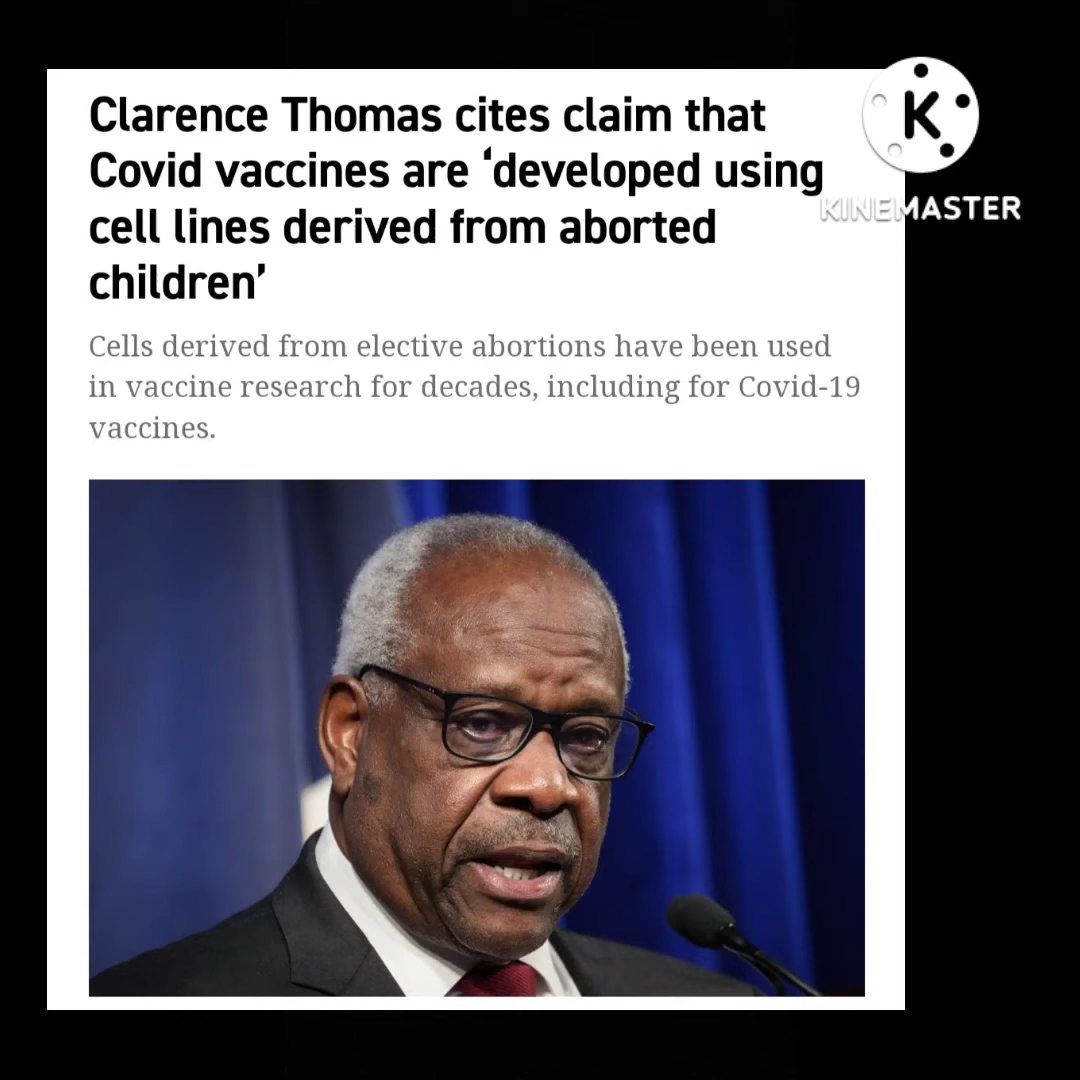 Clarence Thomas cites claim that
Covid vaccines are ‘developed using
cell lines derived from aborted
children’
Cells derived from elective abortions have been used
in vaccine research for decades, including for Covid-19
vaccines.
K
KINEMASTER